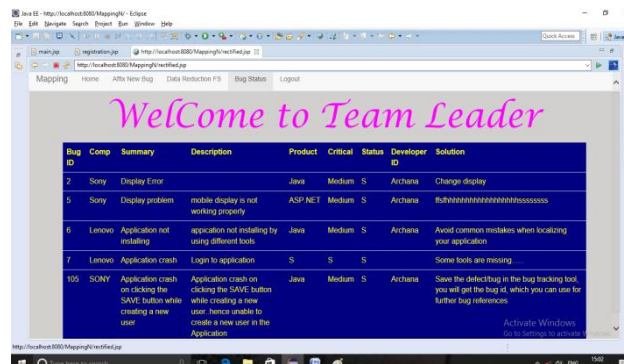 Java EE - http://localhost:8080/MappingN/ - Eclipse
File Edit Navigate Search Project Run Window Help
Quick Access
main.jsp registration.jsp http://localhost:8080/MappingN/rectified.jsp
http://localhost:8080/MappingN/rectified.jsp
Mapping Home Affix New Bug Data Reduction FS Bug Status Logout
WelCome to Team Leader
Bug ID Comp Summary Description Product Critical Status Developer ID Solution
2 Sony Display Error Java Medium S Archana Change display
5 Sony Display problem mobile display is not working properly ASP.NET Medium S Archana
6 Lenovo Application not installing appication not installing by using different tools Java Medium S Archana Avoid common mistakes when localizing your application
7 Lenovo Application crash Login to application S S S Some tools are missing.....
105 SONY Application crash on clicking the SAVE button while creating a new user Application crash on clicking the SAVE button while creating a new user..hence unable to create a new user in the Application Java Medium S Archana Save the defect/bug in the bug tracking tool, you will get the bug id, which you can use for further bug references
Activate Windows
Go to Settings to activate
http://localhost:8080/MappingN/rectified.jsp
Type here to search
ENG 15:02